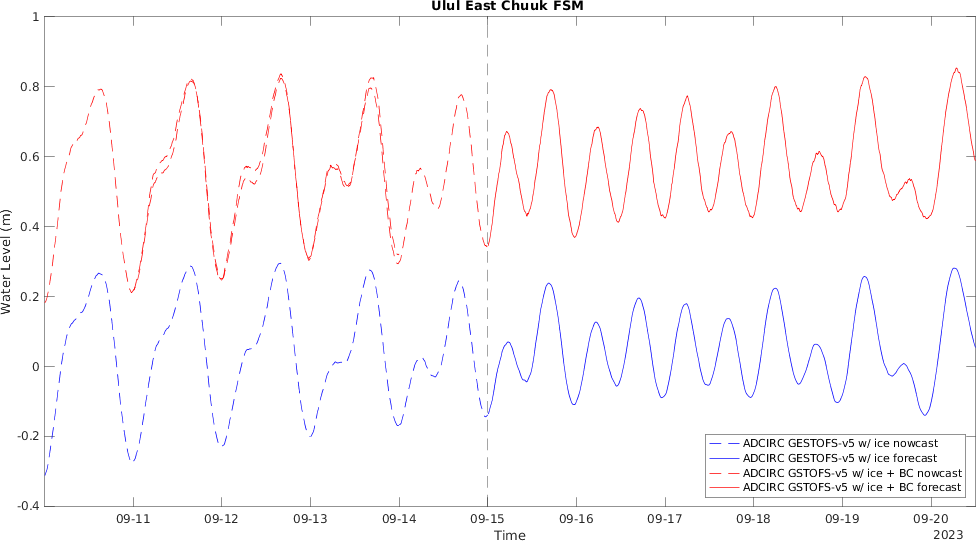 Ulul East Chuuk FSM
1
0.8
0.6
0.4
0.2
0
-0.2
-0.4
Water Level (m)
09-11 09-12 09-13 09-14 09-15 09-16 09-17 09-18 09-19 09-20
Time
2023
ADCIRC GESTOFS-v5 w/ ice nowcast
ADCIRC GESTOFS-v5 w/ ice forecast
ADCIRC GSTOFS-v5 w/ ice + BC nowcast
ADCIRC GSTOFS-v5 w/ ice + BC forecast